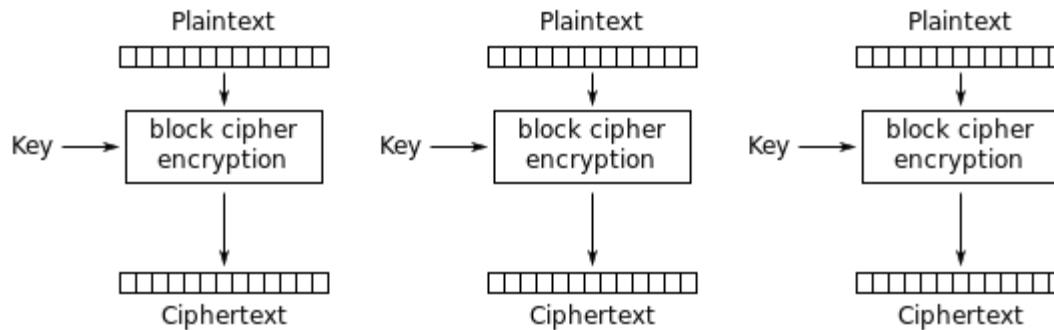 Plaintext
Plaintext
Plaintext
Key
block cipher
encryption
Key
block cipher
encryption
Key
block cipher
encryption
Ciphertext
Ciphertext
Ciphertext